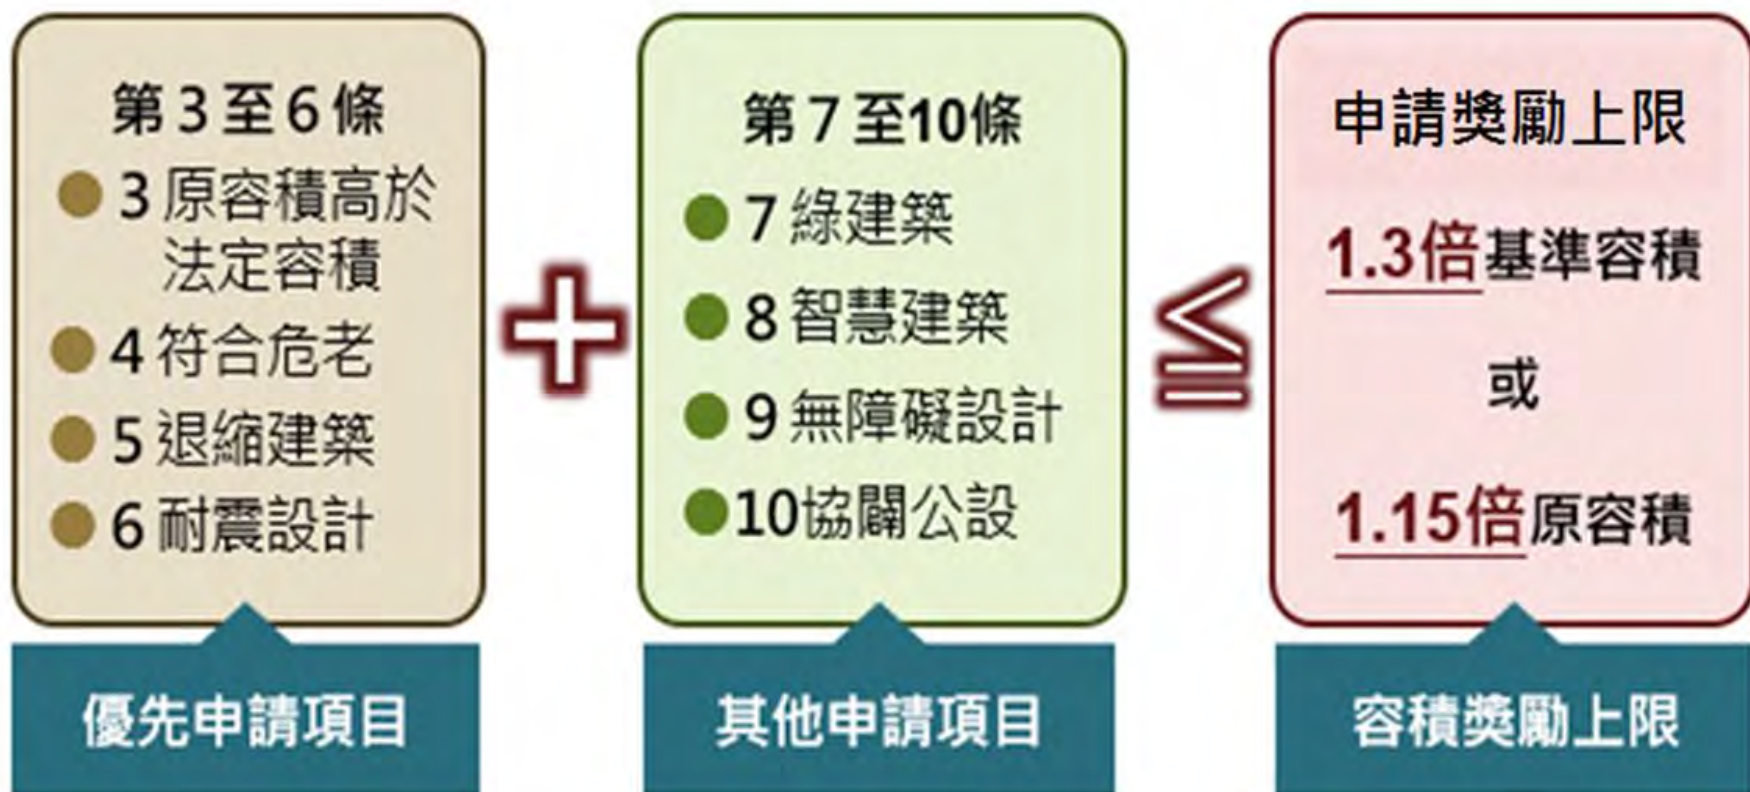 第3至6條
3 原容積高於
法定容積
4 符合危老
5 退縮建築
6 耐震設計
優先申請項目
+
第7至10條
7 綠建築
8 智慧建築
9 無障礙設計
10協闢公設
其他申請項目
≦
申請獎勵上限
1.3倍基準容積
或
1.15倍原容積
容積獎勵上限